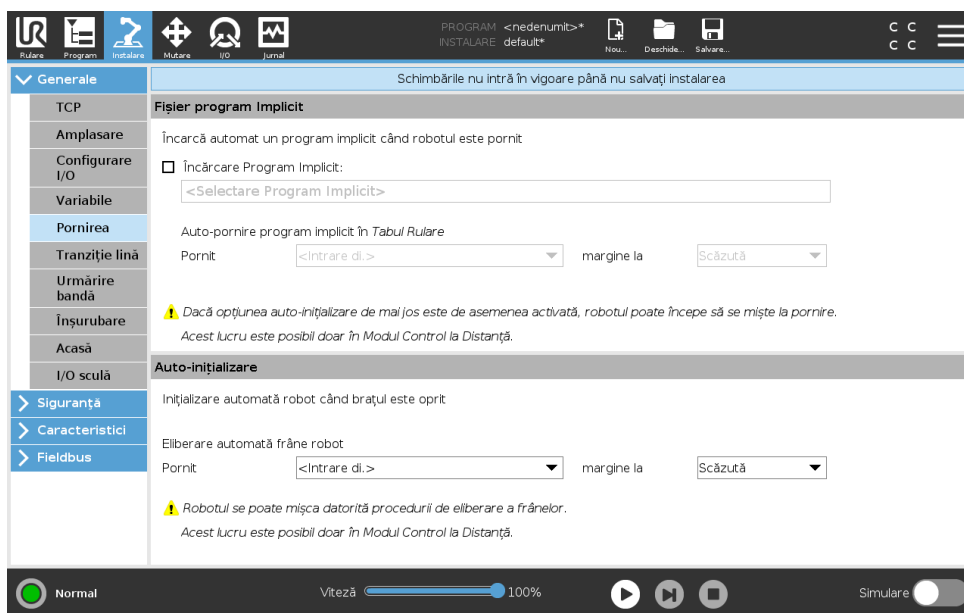 UR
PROGRAM <nedenumit>*
INSTALARE default*
Rulare
Program
Instalare
Mutare
I/O
Jurnal
Nou...
Deschide...
Salvare...
C C
C C
Generale
TCP
Amplasare
Configurare
I/O
Variabile
Pornirea
Tranziție lină
Urmărire
bandă
Înșurubare
Acasă
I/O sculă
Siguranță
Caracteristici
Fieldbus
Schimbările nu intră în vigoare până nu salvați instalarea
Fișier program Implicit
Încarcă automat un program implicit când robotul este pornit
Încărcare Program Implicit:
<Selectare Program Implicit>
Auto-pornire program implicit în Tabul Rulare
Pornit <Intrare di.> margine la Scăzută
Dacă opțiunea auto-inițializare de mai jos este de asemenea activată, robotul poate începe să se miște la pornire.
Acest lucru este posibil doar în Modul Control la Distanță.
Auto-inițializare
Inițializare automată robot când brațul este oprit
Eliberare automată frâne robot
Pornit <Intrare di.> margine la Scăzută
Robotul se poate mișca datorită procedurii de eliberare a frânelor.
Acest lucru este posibil doar în Modul Control la Distanță.
Normal
Viteză 100%
Simulare